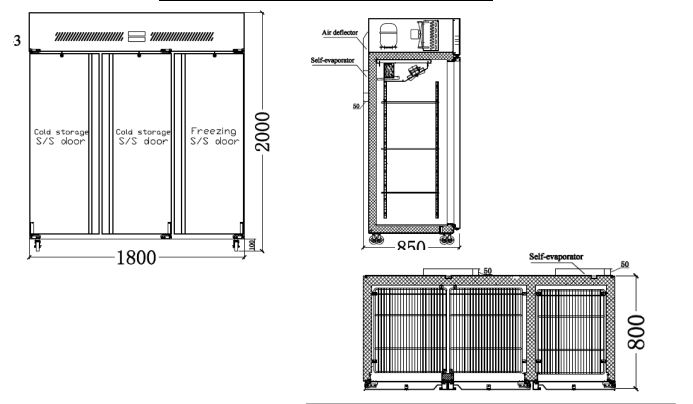 3
Cold storage
S/S door
Cold storage
S/S door
Freezing
S/S door
2000
100
1800
Air deflector
Self-evaporator
50
850
Self-evaporator
50
50
800